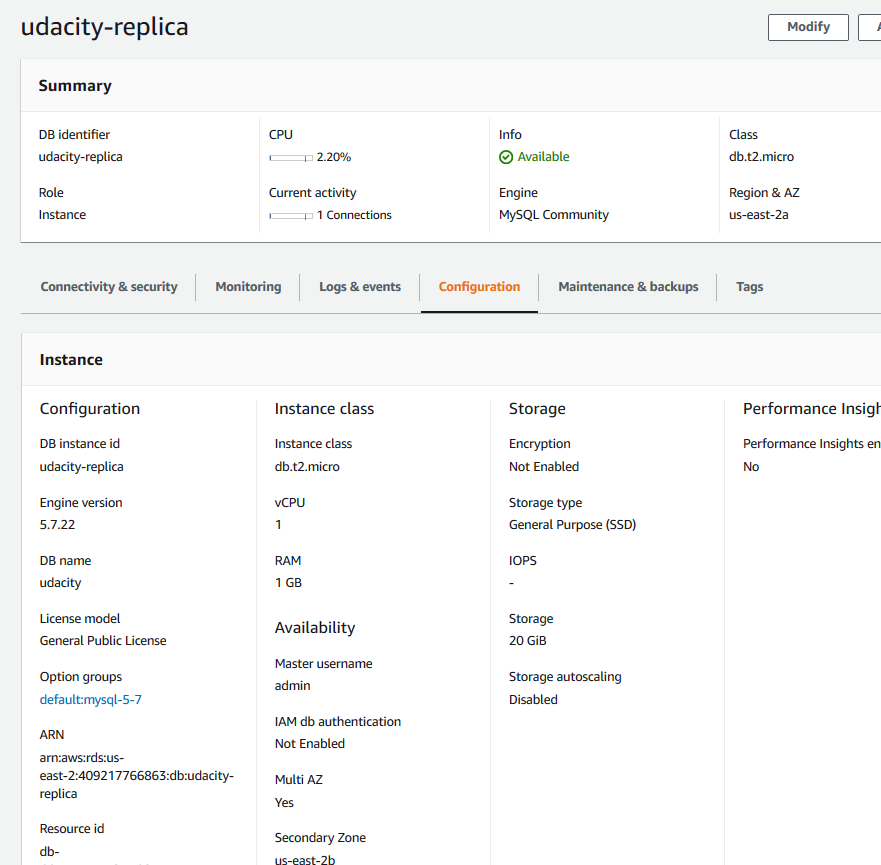 udacity-replica
Modify
Summary
DB identifier
udacity-replica
CPU
2.20%
Info
Available
Class
db.t2.micro
Role
Instance
Current activity
1 Connections
Engine
MySQL Community
Region & AZ
us-east-2a
Connectivity & security
Monitoring
Logs & events
Configuration
Maintenance & backups
Tags
Instance
Configuration
DB instance id
udacity-replica
Engine version
5.7.22
DB name
udacity
License model
General Public License
Option groups
default:mysql-5-7
ARN
arn:aws:rds:us-
east-2:409217766863:db:udacity-
replica
Resource id
db-
Instance class
Instance class
db.t2.micro
vCPU
1
RAM
1 GB
Availability
Master username
admin
IAM db authentication
Not Enabled
Multi AZ
Yes
Secondary Zone
us-east-2b
Storage
Encryption
Not Enabled
Storage type
General Purpose (SSD)
IOPS
-
Storage
20 GiB
Storage autoscaling
Disabled
Performance Insigh
Performance Insights en
No